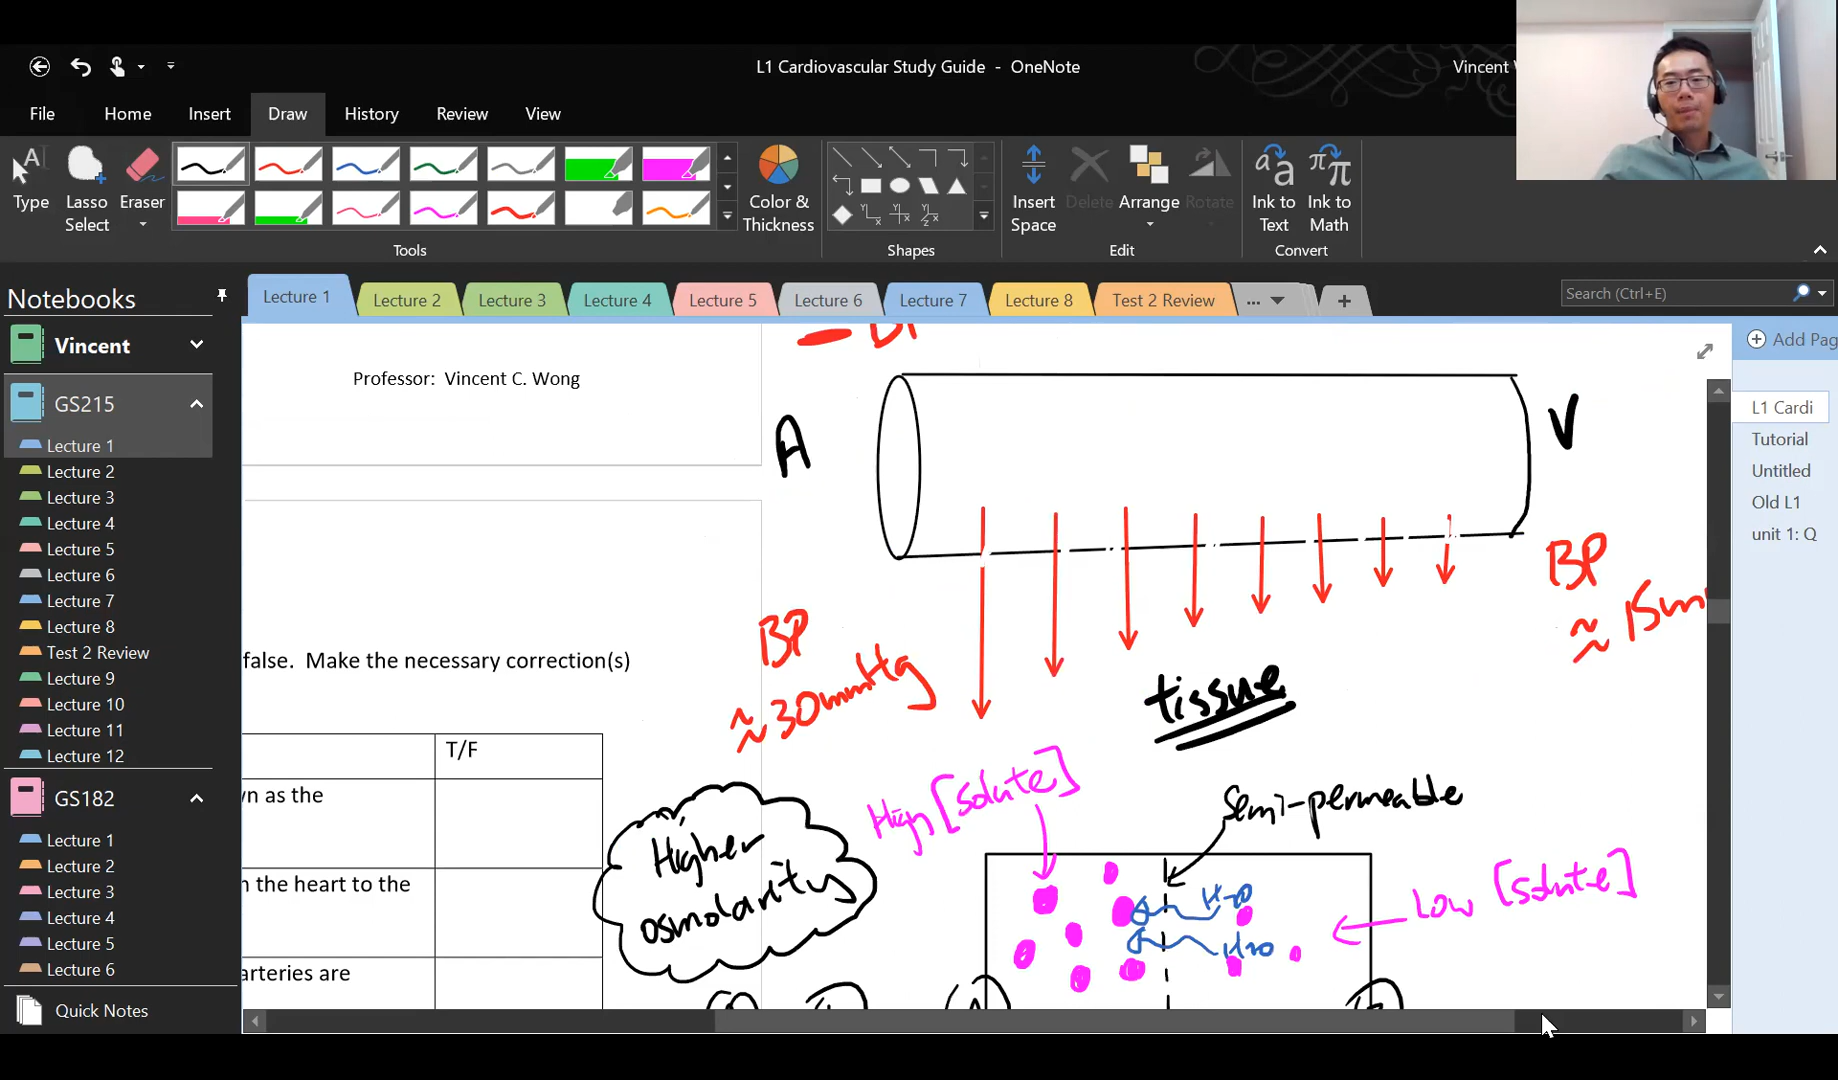 L1 Cardiovascular Study Guide - OneNote
Vincent W
File
Home
Insert
Draw
History
Review
View
Type
Lasso Select
Eraser
Color & Thickness
Insert Space
Delete
Arrange
Rotate
Ink to Text
Ink to Math
Tools
Shapes
Edit
Convert
Notebooks
Lecture 1
Lecture 2
Lecture 3
Lecture 4
Lecture 5
Lecture 6
Lecture 7
Lecture 8
Test 2 Review
...
Search (Ctrl+E)
Vincent
GS215
Lecture 1
Lecture 2
Lecture 3
Lecture 4
Lecture 5
Lecture 6
Lecture 7
Lecture 8
Test 2 Review
Lecture 9
Lecture 10
Lecture 11
Lecture 12
GS182
Lecture 1
Lecture 2
Lecture 3
Lecture 4
Lecture 5
Lecture 6
Quick Notes
Add Pag
L1 Cardi
Tutorial
Untitled
Old L1
unit 1: Q
Professor: Vincent C. Wong
false. Make the necessary correction(s)
T/F
wn as the
n the heart to the
arteries are
A
V
BP
≈ 30mmHg
BP
≈ 15mm
tissue
High [solute]
semi-permeable
Higher
osmolarity
H2O
H2O
Low [solute]